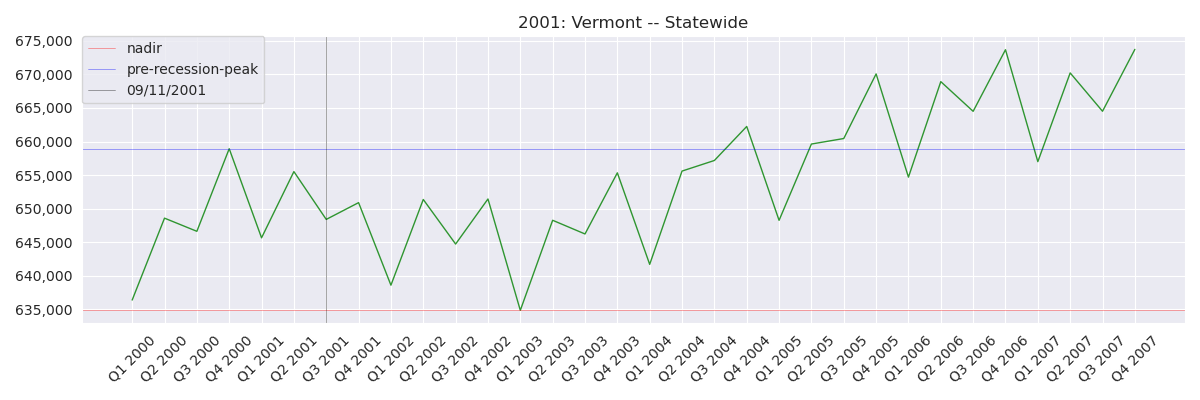 2001: Vermont -- Statewide
675,000
670,000
665,000
660,000
655,000
650,000
645,000
640,000
635,000
nadir
pre-recession-peak
09/11/2001
Q1 2000
Q2 2000
Q3 2000
Q4 2000
Q1 2001
Q2 2001
Q3 2001
Q4 2001
Q1 2002
Q2 2002
Q3 2002
Q4 2002
Q1 2003
Q2 2003
Q3 2003
Q4 2003
Q1 2004
Q2 2004
Q3 2004
Q4 2004
Q1 2005
Q2 2005
Q3 2005
Q4 2005
Q1 2006
Q2 2006
Q3 2006
Q4 2006
Q1 2007
Q2 2007
Q3 2007
Q4 2007